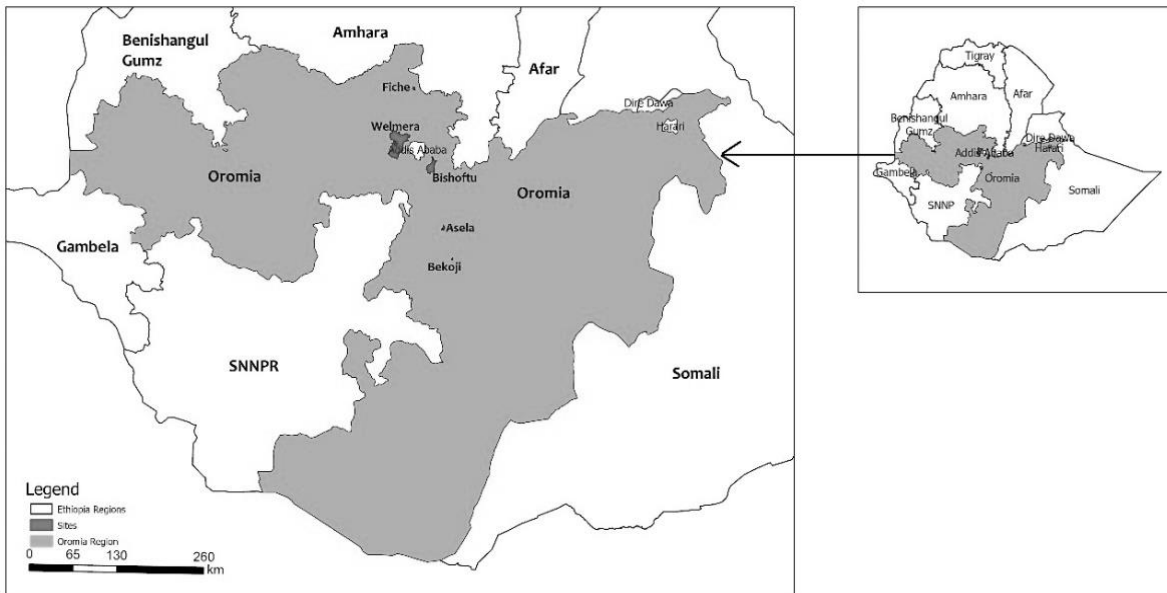 Benishangul
Gumz
Amhara
Afar
Fiche
Dire Dawa
Harari
Welmera
Addis Ababa
Bishoftu
Oromia
Oromia
Gambela
Asela
Bekoji
SNNPR
Somali
Legend
Ethiopia Regions
Sites
Oromia Region
0 65 130 260
km
Tigray
Amhara
Afar
Benishangul
Gumz
Dire Dawa
Harari
Addis Ababa
Gambela
Oromia
SNNP
Somali